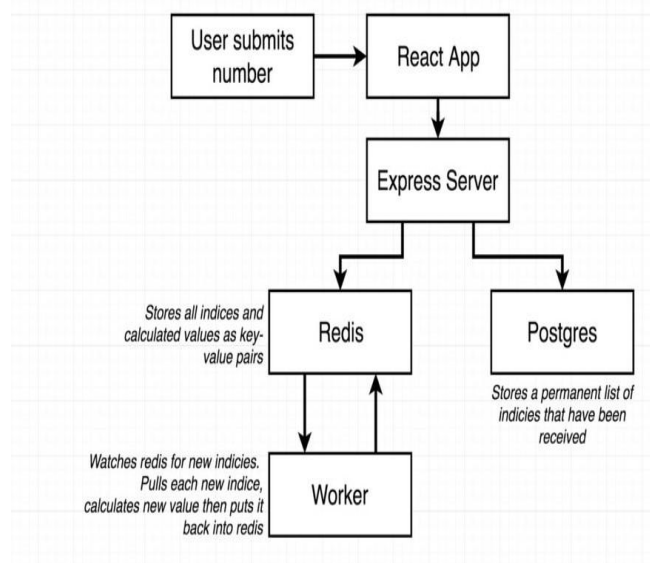 User submits
number
React App
Express Server
Stores all indices and
calculated values as key-
value pairs
Redis
Postgres
Stores a permanent list of
indicies that have been
received
Watches redis for new indicies.
Pulls each new indice,
calculates new value then puts it
back into redis
Worker